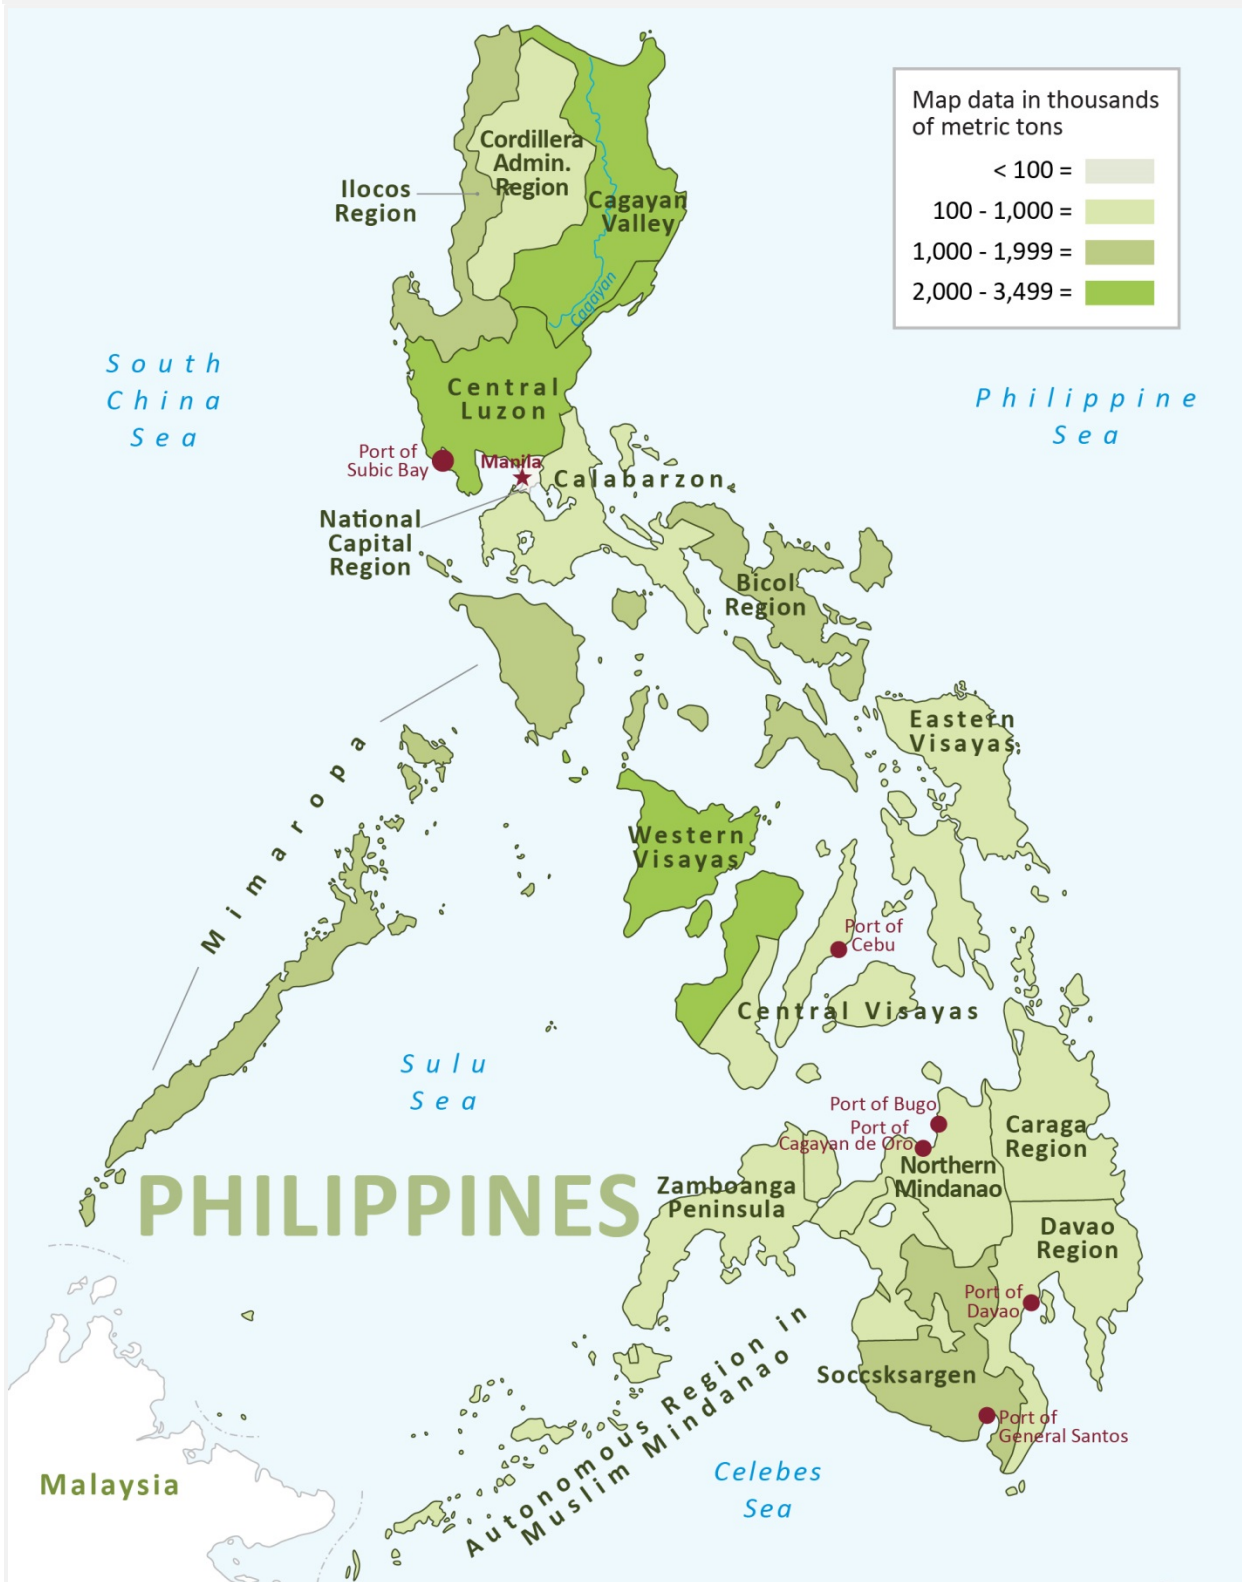 Map data in thousands
of metric tons
< 100 =
100 - 1,000 =
1,000 - 1,999 =
2,000 - 3,499 =
Cordillera
Admin.
Region
Ilocos
Region
Cagayan
Valley
Cagayan
South
China
Sea
Central
Luzon
Philippine
Sea
Port of
Subic Bay
Manila
Calabarzon
National
Capital
Region
Bicol
Region
Mimaropa
Eastern
Visayas
Western
Visayas
Port of
Cebu
Central Visayas
Sulu
Sea
Port of Bugo
Port of
Cagayan de Oro
Northern
Mindanao
Caraga
Region
PHILIPPINES
Zamboanga
Peninsula
Davao
Region
Port of
Davao
Autonomous Region in
Muslim Mindanao
Soccsksargen
Port of
General Santos
Malaysia
Celebes
Sea